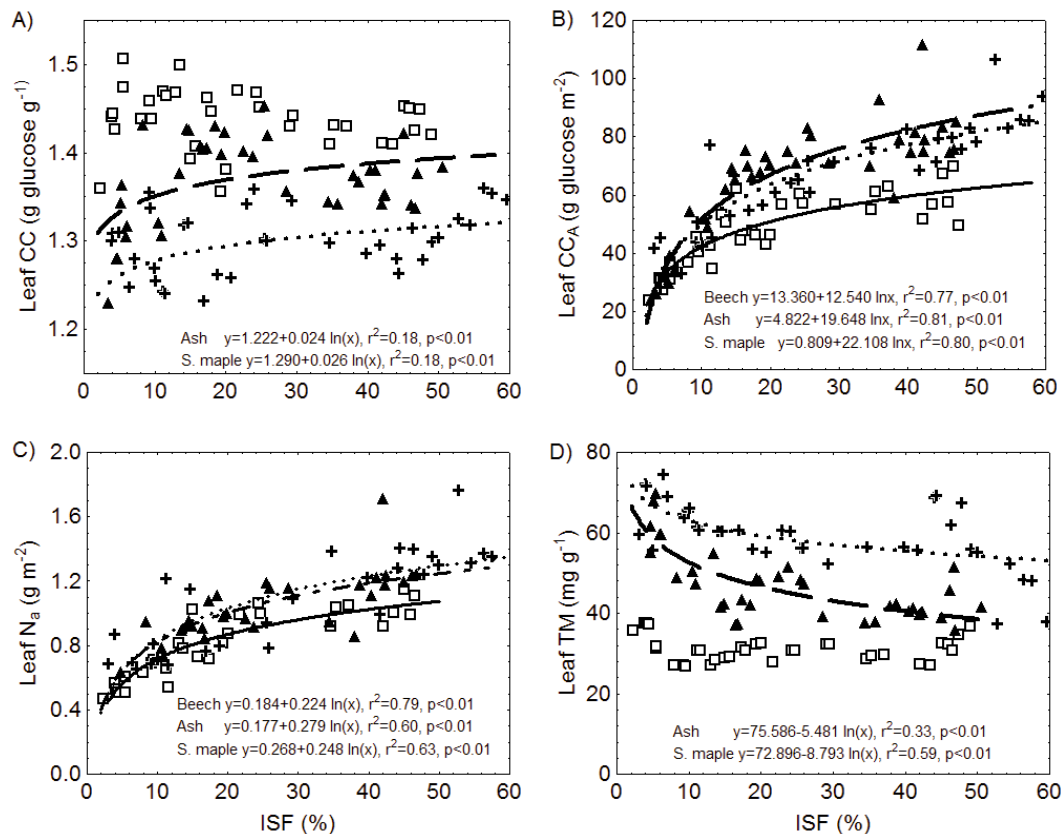 A)
Leaf CC (g glucose g-1)
1.5
1.4
1.3
1.2
Ash y=1.222+0.024 ln(x), r2=0.18, p<0.01
S. maple y=1.290+0.026 ln(x), r2=0.18, p<0.01
0 10 20 30 40 50 60
B)
Leaf CCA (g glucose m-2)
120
100
80
60
40
20
0
Beech y=13.360+12.540 lnx, r2=0.77, p<0.01
Ash y=4.822+19.648 lnx, r2=0.81, p<0.01
S. maple y=0.809+22.108 lnx, r2=0.80, p<0.01
0 10 20 30 40 50 60
C)
Leaf Na (g m-2)
2.0
1.6
1.2
0.8
0.4
0.0
Beech y=0.184+0.224 ln(x), r2=0.79, p<0.01
Ash y=0.177+0.279 ln(x), r2=0.60, p<0.01
S. maple y=0.268+0.248 ln(x), r2=0.63, p<0.01
0 10 20 30 40 50 60
ISF (%)
D)
Leaf TM (mg g-1)
80
60
40
20
0
Ash y=75.586-5.481 ln(x), r2=0.33, p<0.01
S. maple y=72.896-8.793 ln(x), r2=0.59, p<0.01
0 10 20 30 40 50 60
ISF (%)